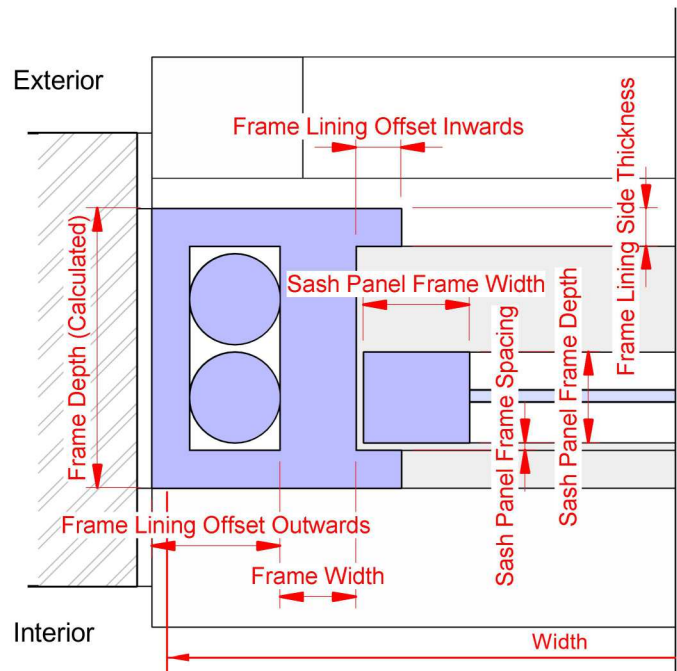 Exterior
Frame Lining Offset Inwards
Frame Lining Side Thickness
Frame Depth (Calculated)
Sash Panel Frame Width
Sash Panel Frame Spacing
Sash Panel Frame Depth
Frame Lining Offset Outwards
Frame Width
Interior
Width